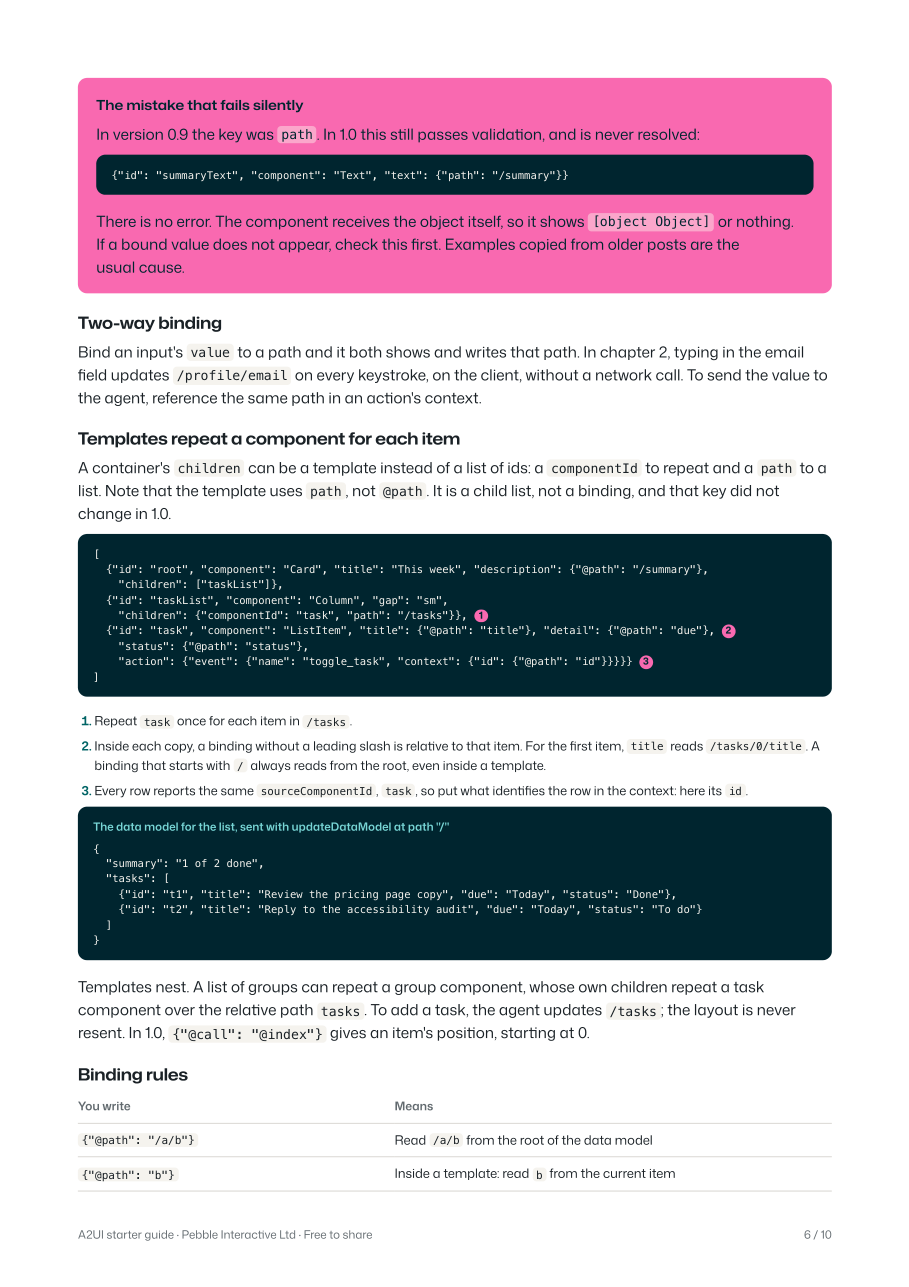 The mistake that fails silently
In version 0.9 the key was path. In 1.0 this still passes validation, and is never resolved:
{"id": "summaryText", "component": "Text", "text": {"path": "/summary"}}
There is no error. The component receives the object itself, so it shows [object Object] or nothing.
If a bound value does not appear, check this first. Examples copied from older posts are the
usual cause.
Two-way binding
Bind an input's value to a path and it both shows and writes that path. In chapter 2, typing in the email
field updates /profile/email on every keystroke, on the client, without a network call. To send the value to
the agent, reference the same path in an action's context.
Templates repeat a component for each item
A container's children can be a template instead of a list of ids: a componentId to repeat and a path to a
list. Note that the template uses path, not @path. It is a child list, not a binding, and that key did not
change in 1.0.
[
{"id": "root", "component": "Card", "title": "This week", "description": {"@path": "/summary"},
"children": ["taskList"]},
{"id": "taskList", "component": "Column", "gap": "sm",
"children": {"componentId": "task", "path": "/tasks"}}, 1
{"id": "task", "component": "ListItem", "title": {"@path": "title"}, "detail": {"@path": "due"}, 2
"status": {"@path": "status"},
"action": {"event": {"name": "toggle_task", "context": {"id": {"@path": "id"}}}}} 3
]
1. Repeat task once for each item in /tasks.
2. Inside each copy, a binding without a leading slash is relative to that item. For the first item, title reads /tasks/0/title. A
binding that starts with / always reads from the root, even inside a template.
3. Every row reports the same sourceComponentId, task, so put what identifies the row in the context: here its id.
The data model for the list, sent with updateDataModel at path "/"
{
"summary": "1 of 2 done",
"tasks": [
{"id": "t1", "title": "Review the pricing page copy", "due": "Today", "status": "Done"},
{"id": "t2", "title": "Reply to the accessibility audit", "due": "Today", "status": "To do"}
]
}
Templates nest. A list of groups can repeat a group component, whose own children repeat a task
component over the relative path tasks. To add a task, the agent updates /tasks; the layout is never
resent. In 1.0, {"@call": "@index"} gives an item's position, starting at 0.
Binding rules
You write Means
{"@path": "/a/b"} Read /a/b from the root of the data model
{"@path": "b"} Inside a template: read b from the current item
A2UI starter guide · Pebble Interactive Ltd · Free to share 6 / 10